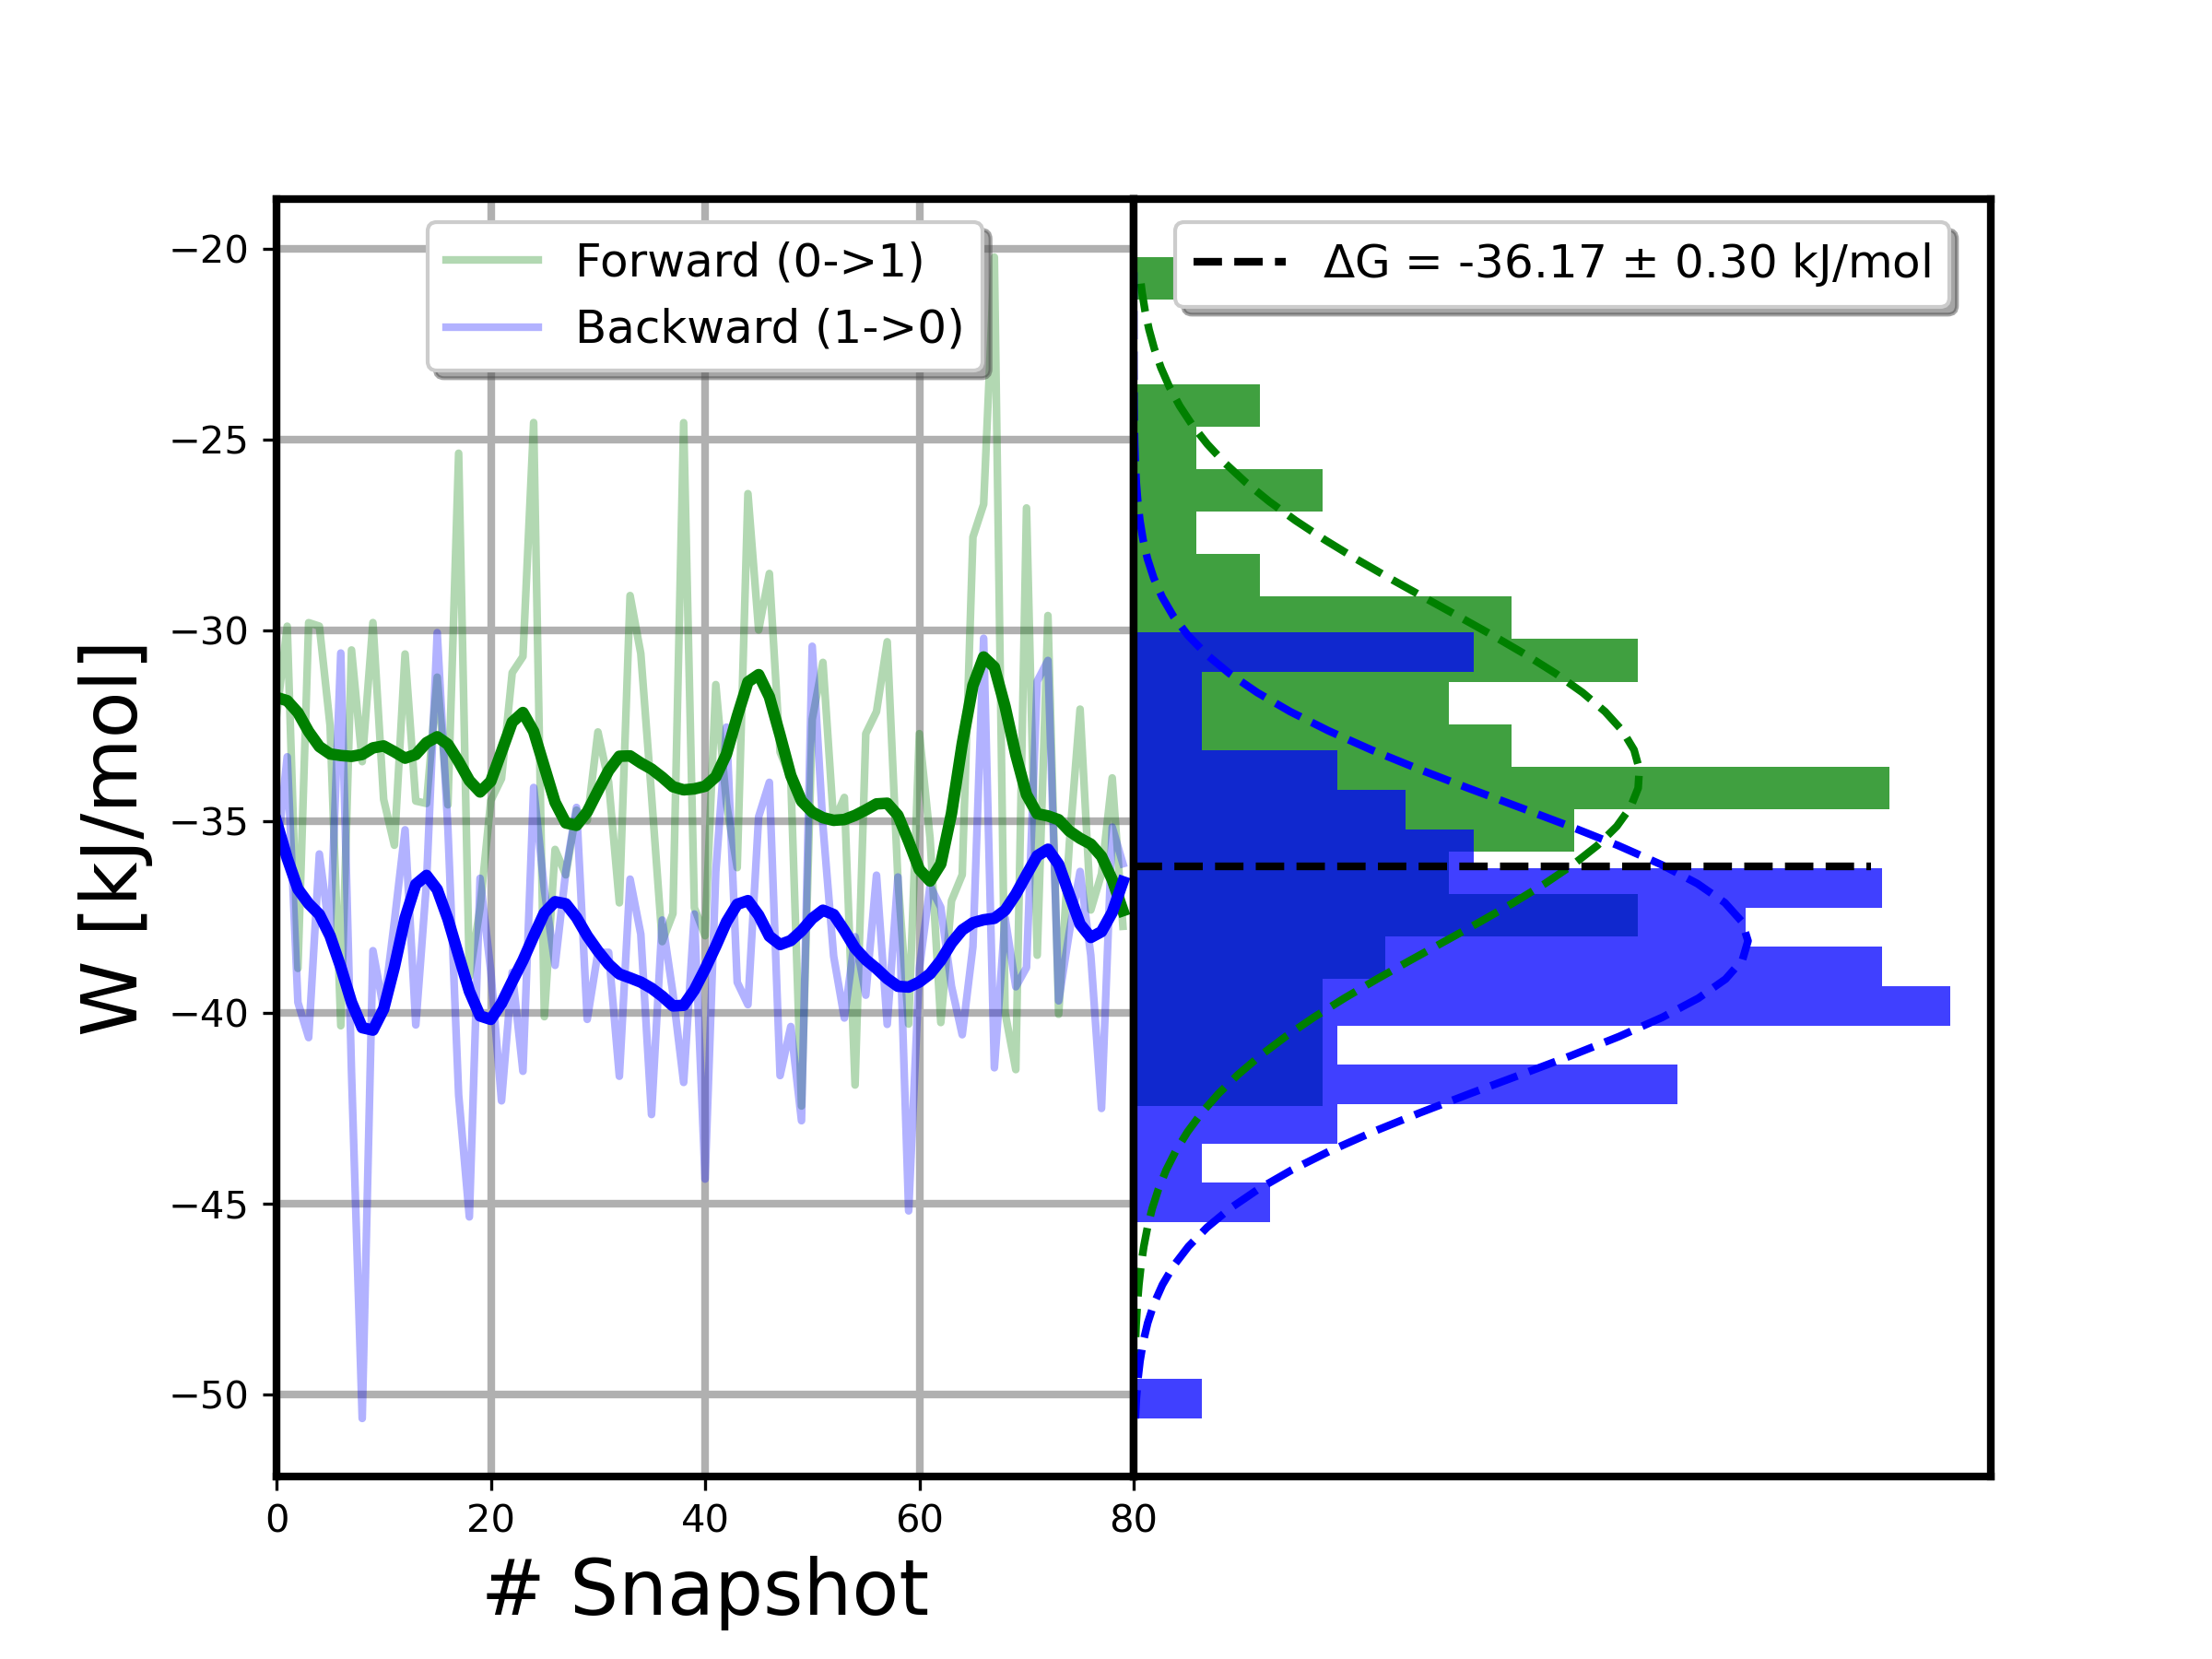 W [kJ/mol]
−20
−25
−30
−35
−40
−45
−50
Forward (0->1)
Backward (1->0)
ΔG = -36.17 ± 0.30 kJ/mol
0 20 40 60 80
# Snapshot